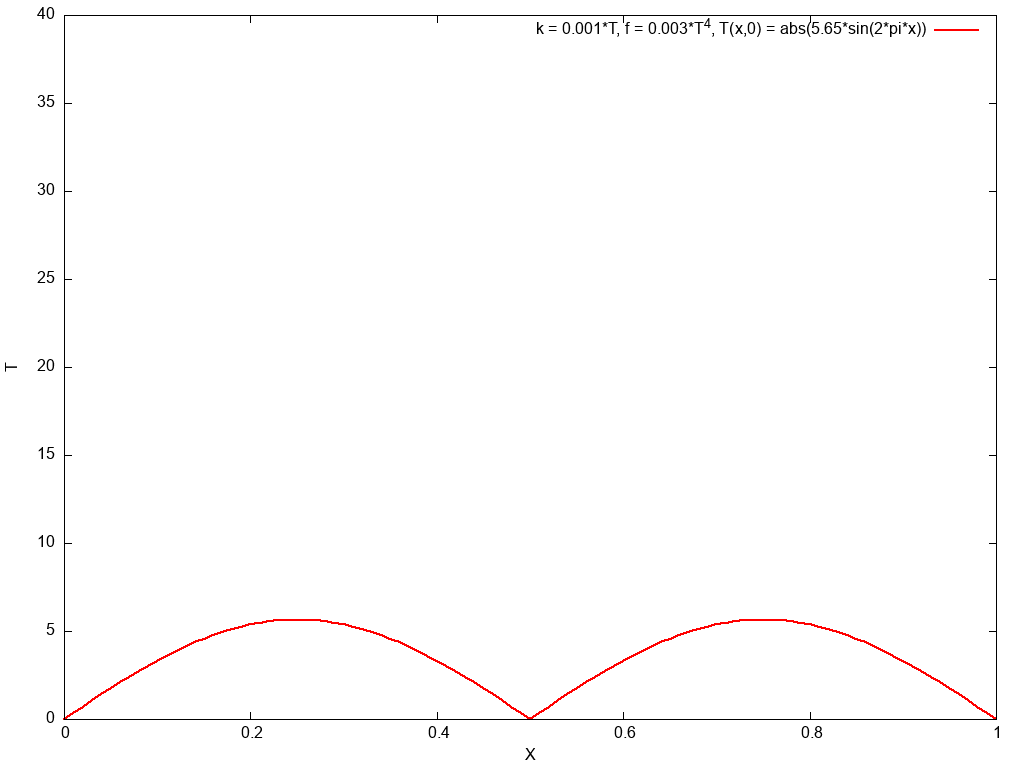 k = 0.001*T, f = 0.003*T⁴, T(x,0) = abs(5.65*sin(2*pi*x))
40
35
30
25
20
15
10
5
0
T
0 0.2 0.4 0.6 0.8 1
X